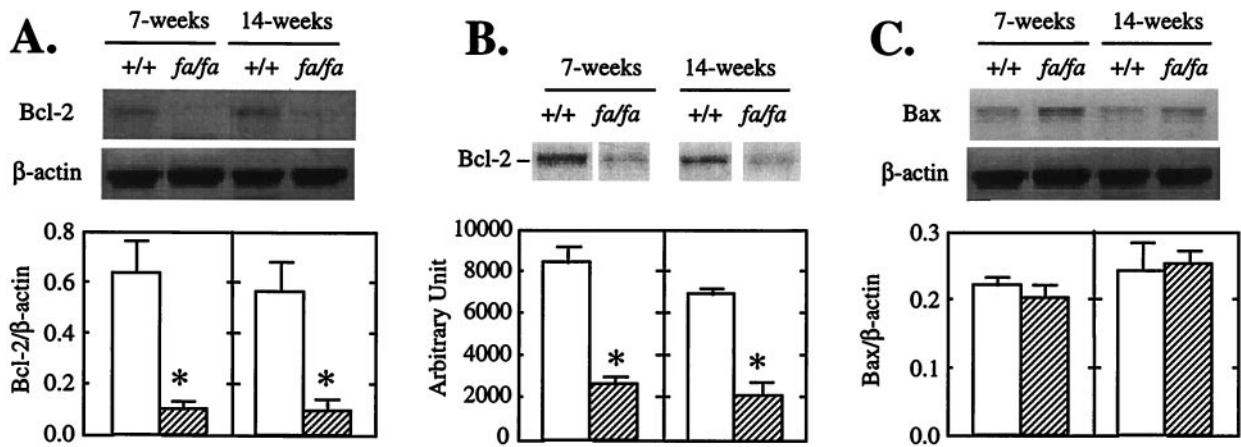 A.
7-weeks 14-weeks
+/+ fa/fa +/+ fa/fa
Bcl-2
β-actin
0.8
0.6
0.4
0.2
0.0
Bcl-2/β-actin
* *
B.
7-weeks 14-weeks
+/+ fa/fa +/+ fa/fa
Bcl-2 –
10000
8000
6000
4000
2000
0
Arbitrary Unit
* *
C.
7-weeks 14-weeks
+/+ fa/fa +/+ fa/fa
Bax
β-actin
0.3
0.2
0.1
0.0
Bax/β-actin